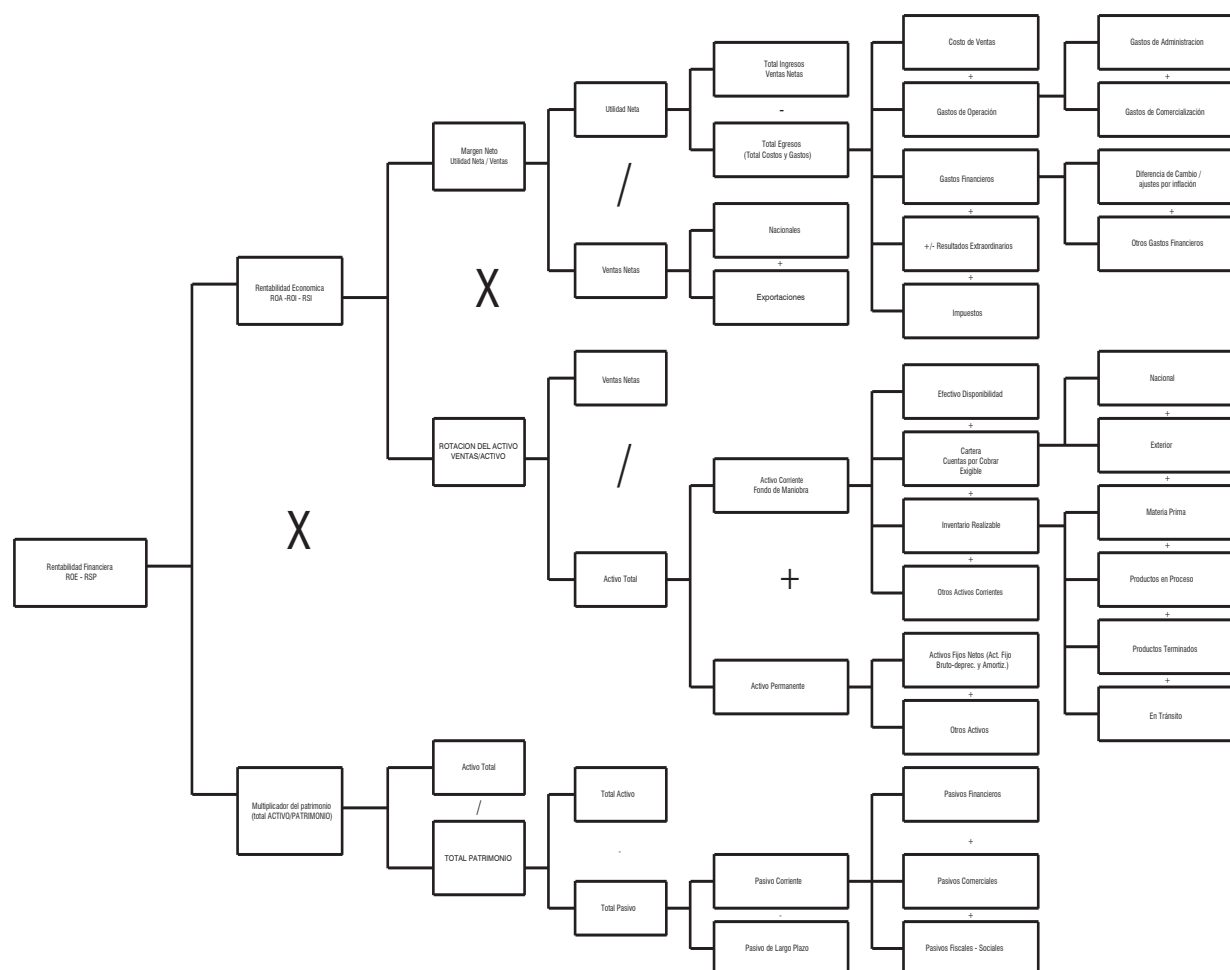 Rentabilidad Financiera
ROE - RSP
X
Rentabilidad Economica
ROA -ROI - RSI
Multiplicador del patrimonio
(total ACTIVO/PATRIMONIO)
Margen Neto
Utilidad Neta / Ventas
X
ROTACION DEL ACTIVO
VENTAS/ACTIVO
Activo Total
/
TOTAL PATRIMONIO
Utilidad Neta
/
Ventas Netas
Ventas Netas
/
Activo Total
Total Activo
-
Total Pasivo
Total Ingresos
Ventas Netas
-
Total Egresos
(Total Costos y Gastos)
Nacionales
+
Exportaciones
Activo Corriente
Fondo de Maniobra
+
Activo Permanente
Pasivo Corriente
-
Pasivo de Largo Plazo
Costo de Ventas
+
Gastos de Operación
+
Gastos Financieros
+
+/- Resultados Extraordinarios
+
Impuestos
Efectivo Disponibilidad
+
Cartera
Cuentas por Cobrar
Exigible
+
Inventario Realizable
+
Otros Activos Corrientes
Activos Fijos Netos (Act. Fijo
Bruto-deprec. y Amortiz.)
+
Otros Activos
Pasivos Financieros
+
Pasivos Comerciales
+
Pasivos Fiscales - Sociales
Gastos de Administracion
+
Gastos de Comercialización
Diferencia de Cambio /
ajustes por inflación
+
Otros Gastos Financieros
Nacional
+
Exterior
+
Materia Prima
+
Productos en Proceso
+
Productos Terminados
+
En Tránsito